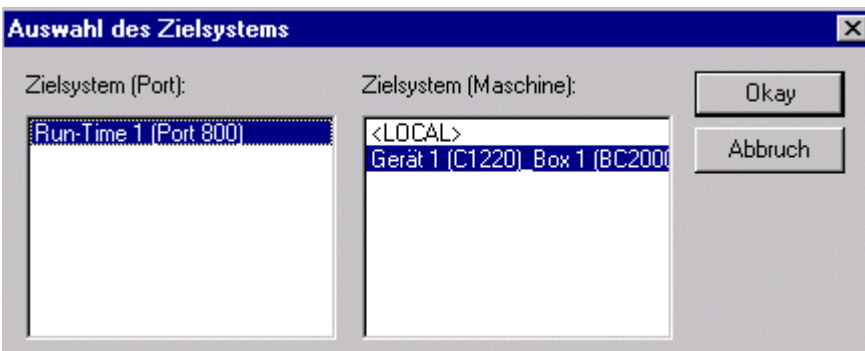 Auswahl des Zielsystems
Zielsystem (Port):
Run-Time 1 (Port 800)
Zielsystem (Maschine):
<LOCAL>
Gerät 1 (C1220)_Box 1 (BC2000
Okay
Abbruch